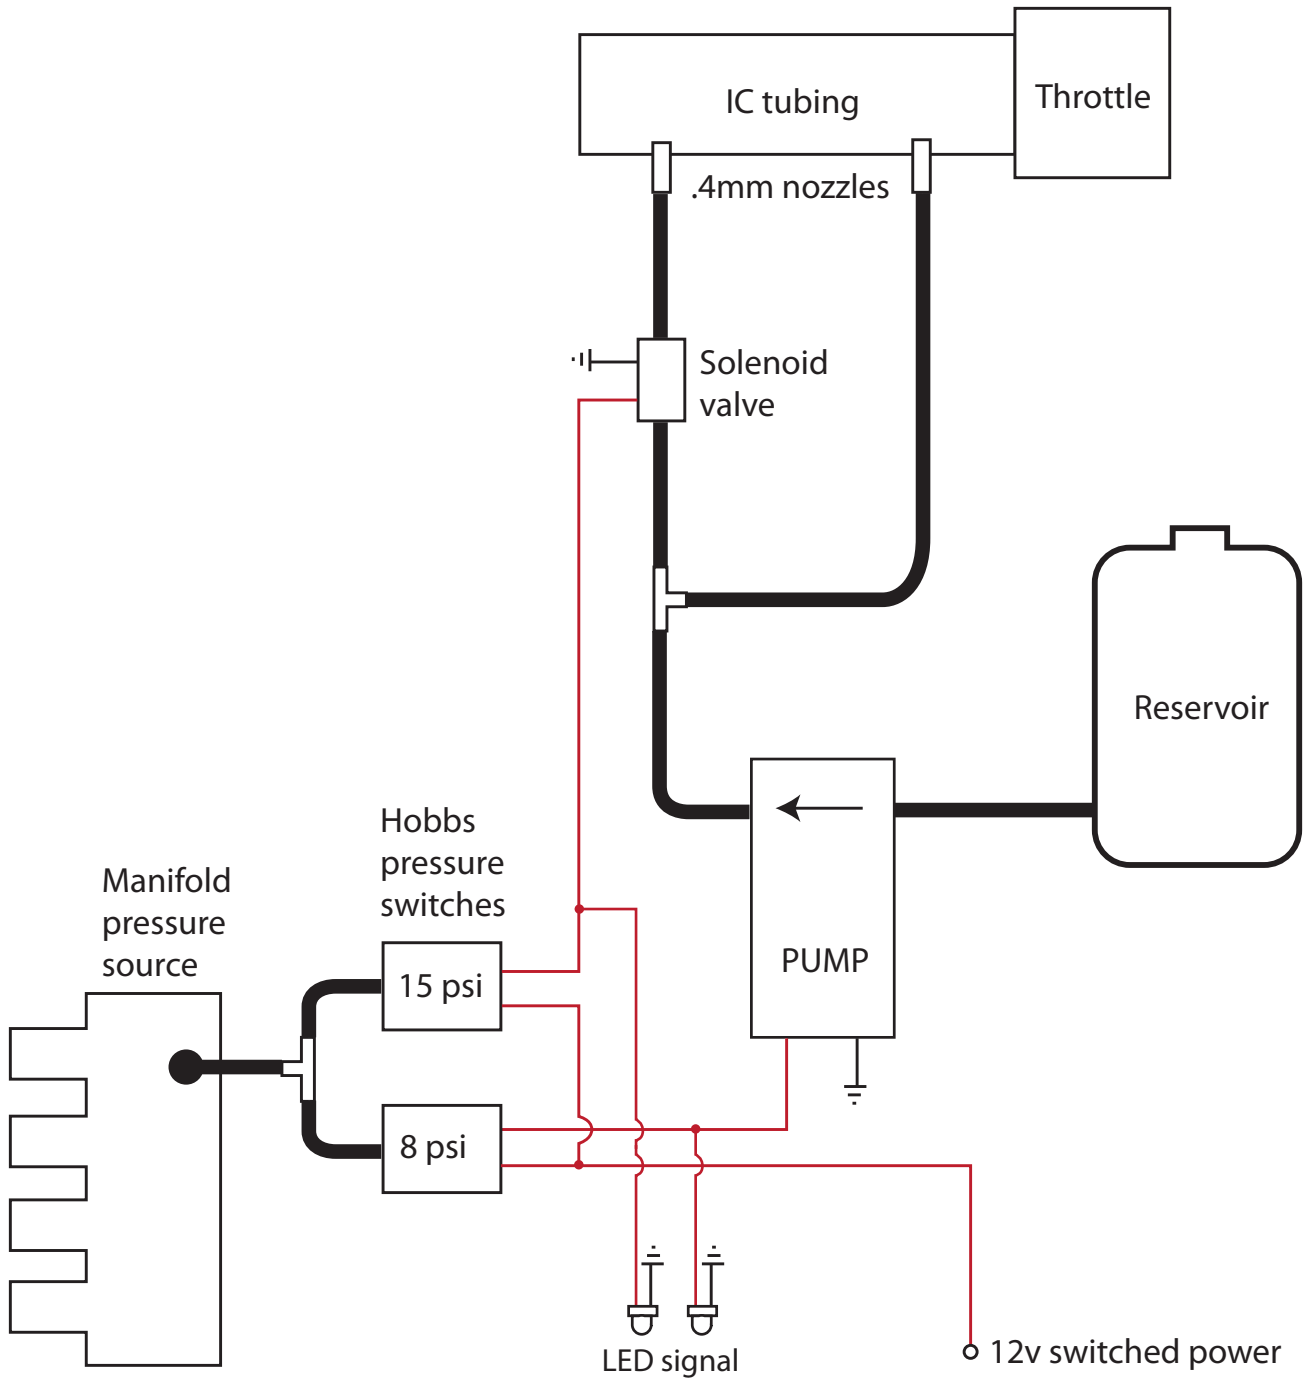 IC tubing
Throttle
.4mm nozzles
Solenoid
valve
Reservoir
Hobbs
pressure
switches
Manifold
pressure
source
15 psi
PUMP
8 psi
LED signal
12v switched power